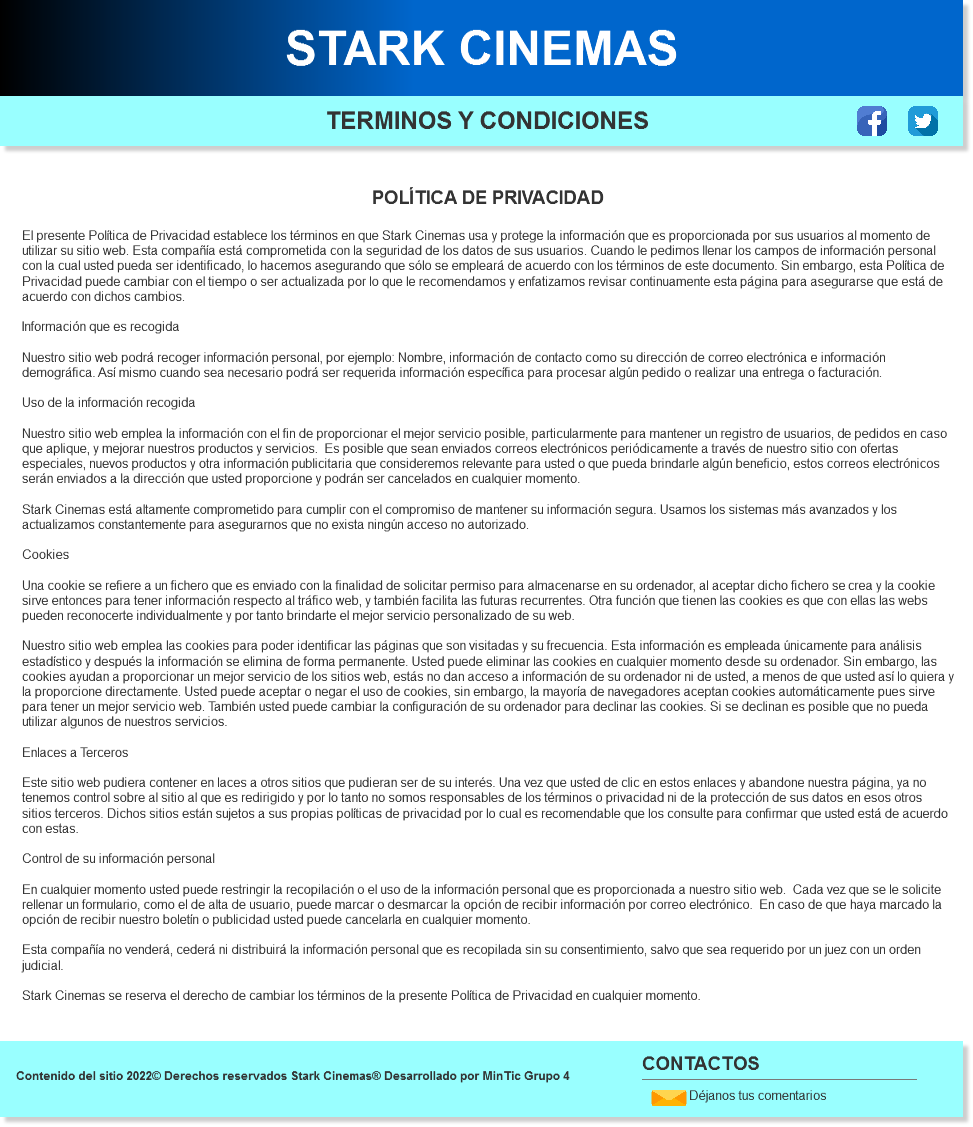 STARK CINEMAS
TERMINOS Y CONDICIONES
POLÍTICA DE PRIVACIDAD
El presente Política de Privacidad establece los términos en que Stark Cinemas usa y protege la información que es proporcionada por sus usuarios al momento de
utilizar su sitio web. Esta compañía está comprometida con la seguridad de los datos de sus usuarios. Cuando le pedimos llenar los campos de información personal
con la cual usted pueda ser identificado, lo hacemos asegurando que sólo se empleará de acuerdo con los términos de este documento. Sin embargo, esta Política de
Privacidad puede cambiar con el tiempo o ser actualizada por lo que le recomendamos y enfatizamos revisar continuamente esta página para asegurarse que está de
acuerdo con dichos cambios.
Información que es recogida
Nuestro sitio web podrá recoger información personal, por ejemplo: Nombre, información de contacto como su dirección de correo electrónica e información
demográfica. Así mismo cuando sea necesario podrá ser requerida información específica para procesar algún pedido o realizar una entrega o facturación.
Uso de la información recogida
Nuestro sitio web emplea la información con el fin de proporcionar el mejor servicio posible, particularmente para mantener un registro de usuarios, de pedidos en caso
que aplique, y mejorar nuestros productos y servicios.  Es posible que sean enviados correos electrónicos periódicamente a través de nuestro sitio con ofertas
especiales, nuevos productos y otra información publicitaria que consideremos relevante para usted o que pueda brindarle algún beneficio, estos correos electrónicos
serán enviados a la dirección que usted proporcione y podrán ser cancelados en cualquier momento.
Stark Cinemas está altamente comprometido para cumplir con el compromiso de mantener su información segura. Usamos los sistemas más avanzados y los
actualizamos constantemente para asegurarnos que no exista ningún acceso no autorizado.
Cookies
Una cookie se refiere a un fichero que es enviado con la finalidad de solicitar permiso para almacenarse en su ordenador, al aceptar dicho fichero se crea y la cookie
sirve entonces para tener información respecto al tráfico web, y también facilita las futuras recurrentes. Otra función que tienen las cookies es que con ellas las webs
pueden reconocerte individualmente y por tanto brindarte el mejor servicio personalizado de su web.
Nuestro sitio web emplea las cookies para poder identificar las páginas que son visitadas y su frecuencia. Esta información es empleada únicamente para análisis
estadístico y después la información se elimina de forma permanente. Usted puede eliminar las cookies en cualquier momento desde su ordenador. Sin embargo, las
cookies ayudan a proporcionar un mejor servicio de los sitios web, estás no dan acceso a información de su ordenador ni de usted, a menos de que usted así lo quiera y
la proporcione directamente. Usted puede aceptar o negar el uso de cookies, sin embargo, la mayoría de navegadores aceptan cookies automáticamente pues sirve
para tener un mejor servicio web. También usted puede cambiar la configuración de su ordenador para declinar las cookies. Si se declinan es posible que no pueda
utilizar algunos de nuestros servicios.
Enlaces a Terceros
Este sitio web pudiera contener en laces a otros sitios que pudieran ser de su interés. Una vez que usted de clic en estos enlaces y abandone nuestra página, ya no
tenemos control sobre al sitio al que es redirigido y por lo tanto no somos responsables de los términos o privacidad ni de la protección de sus datos en esos otros
sitios terceros. Dichos sitios están sujetos a sus propias políticas de privacidad por lo cual es recomendable que los consulte para confirmar que usted está de acuerdo
con estas.
Control de su información personal
En cualquier momento usted puede restringir la recopilación o el uso de la información personal que es proporcionada a nuestro sitio web.  Cada vez que se le solicite
rellenar un formulario, como el de alta de usuario, puede marcar o desmarcar la opción de recibir información por correo electrónico.  En caso de que haya marcado la
opción de recibir nuestro boletín o publicidad usted puede cancelarla en cualquier momento.
Esta compañía no venderá, cederá ni distribuirá la información personal que es recopilada sin su consentimiento, salvo que sea requerido por un juez con un orden
judicial.
Stark Cinemas se reserva el derecho de cambiar los términos de la presente Política de Privacidad en cualquier momento.
CONTACTOS
Contenido del sitio 2022© Derechos reservados Stark Cinemas® Desarrollado por MinTic Grupo 4
Déjanos tus comentarios